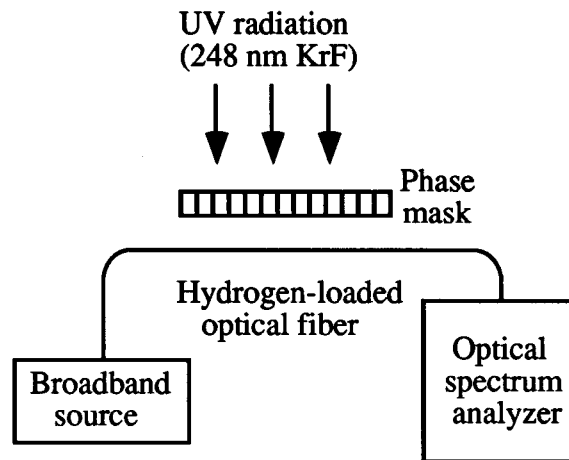 UV radiation
(248 nm KrF)
Phase
mask
Hydrogen-loaded
optical fiber
Broadband
source
Optical
spectrum
analyzer